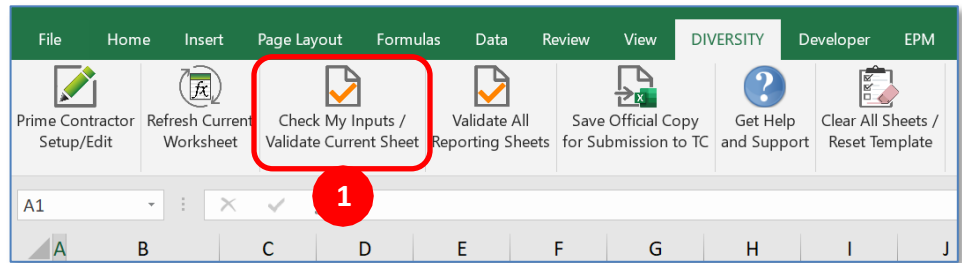 File Home Insert Page Layout Formulas Data Review View DIVERSITY Developer EPM
Prime Contractor Setup/Edit
Refresh Current Worksheet
Check My Inputs / Validate Current Sheet
Validate All Reporting Sheets
Save Official Copy for Submission to TC
Get Help and Support
Clear All Sheets / Reset Template
fx
X
?
1
A1
A B C D E F G H I J